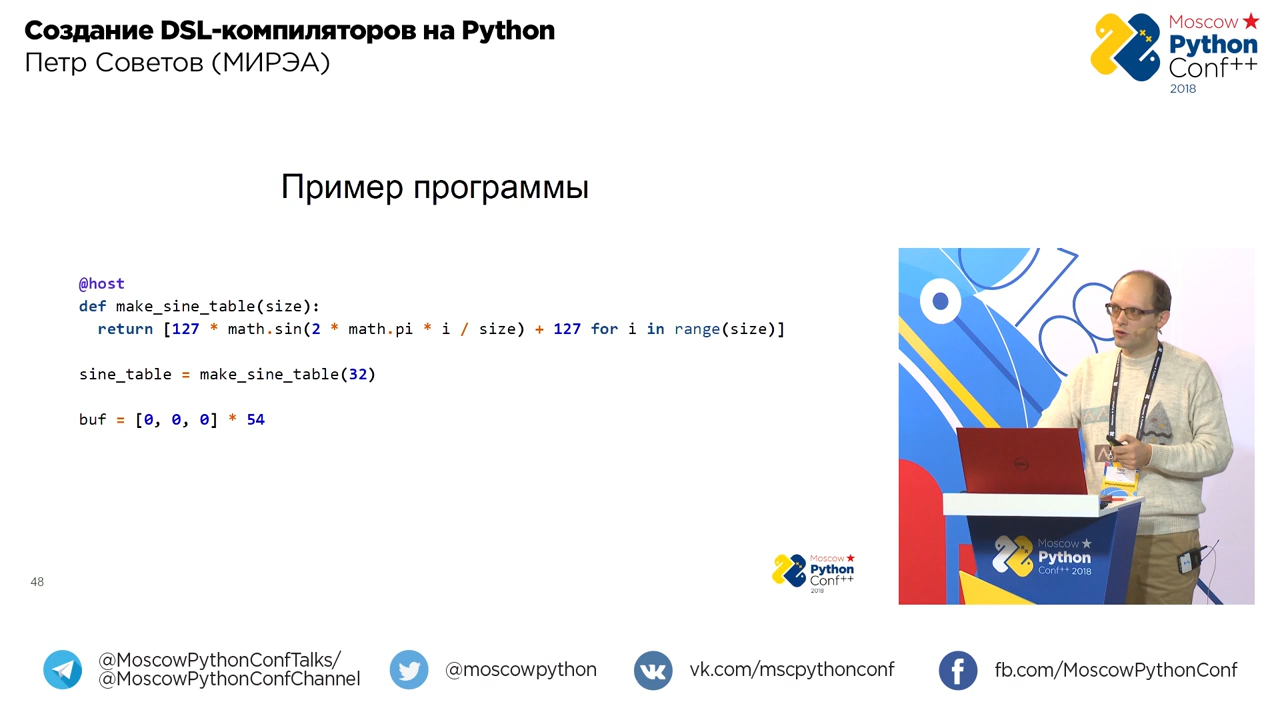 Создание DSL-компиляторов на Python
Петр Советов (МИРЭА)
Moscow
Python
Conf++
2018
Пример программы
@host
def make_sine_table(size):
  return [127 * math.sin(2 * math.pi * i / size) + 127 for i in range(size)]
sine_table = make_sine_table(32)
buf = [0, 0, 0] * 54
48
Moscow
Python
Conf++
2018
Moscow
Python
Conf++ 2018
@MoscowPythonConfTalks/
@MoscowPythonConfChannel
@moscowpython
vk.com/mscpythonconf
fb.com/MoscowPythonConf